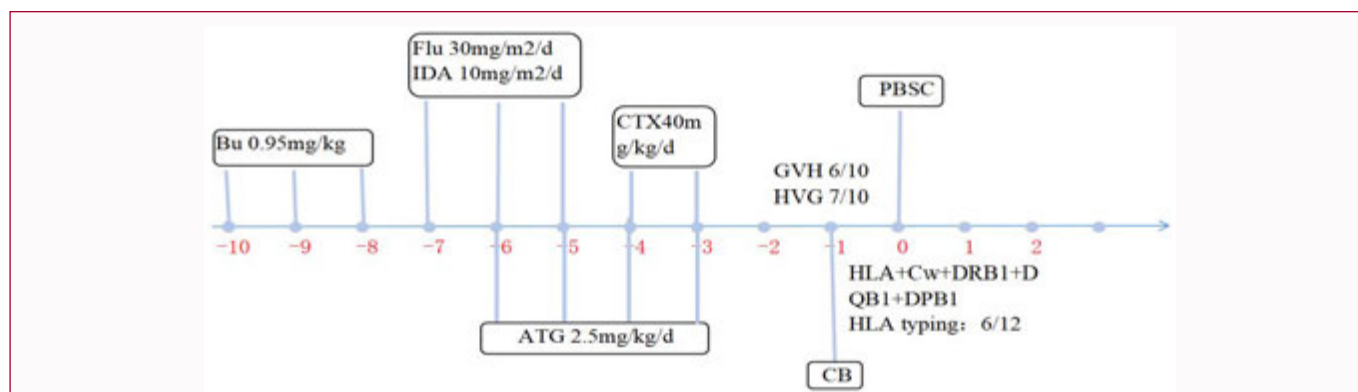 Flu 30mg/m2/d
IDA 10mg/m2/d
PBSC
CTX40m
g/kg/d
Bu 0.95mg/kg
GVH 6/10
HVG 7/10
-10 -9 -8 -7 -6 -5 -4 -3 -2 -1 0 1 2
HLA+Cw+DRB1+D
QB1+DPB1
HLA typing： 6/12
ATG 2.5mg/kg/d
CB